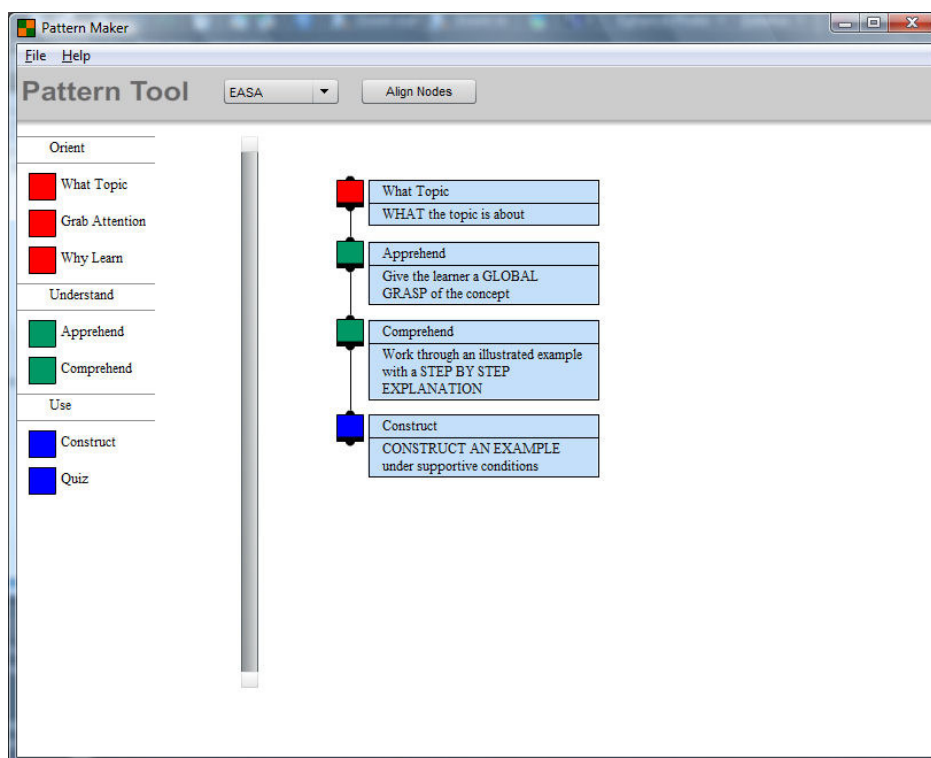 Pattern Maker
File Help
Pattern Tool
EASA
Align Nodes
Orient
What Topic
Grab Attention
Why Learn
Understand
Apprehend
Comprehend
Use
Construct
Quiz
What Topic
WHAT the topic is about
Apprehend
Give the learner a GLOBAL
GRASP of the concept
Comprehend
Work through an illustrated example
with a STEP BY STEP
EXPLANATION
Construct
CONSTRUCT AN EXAMPLE
under supportive conditions